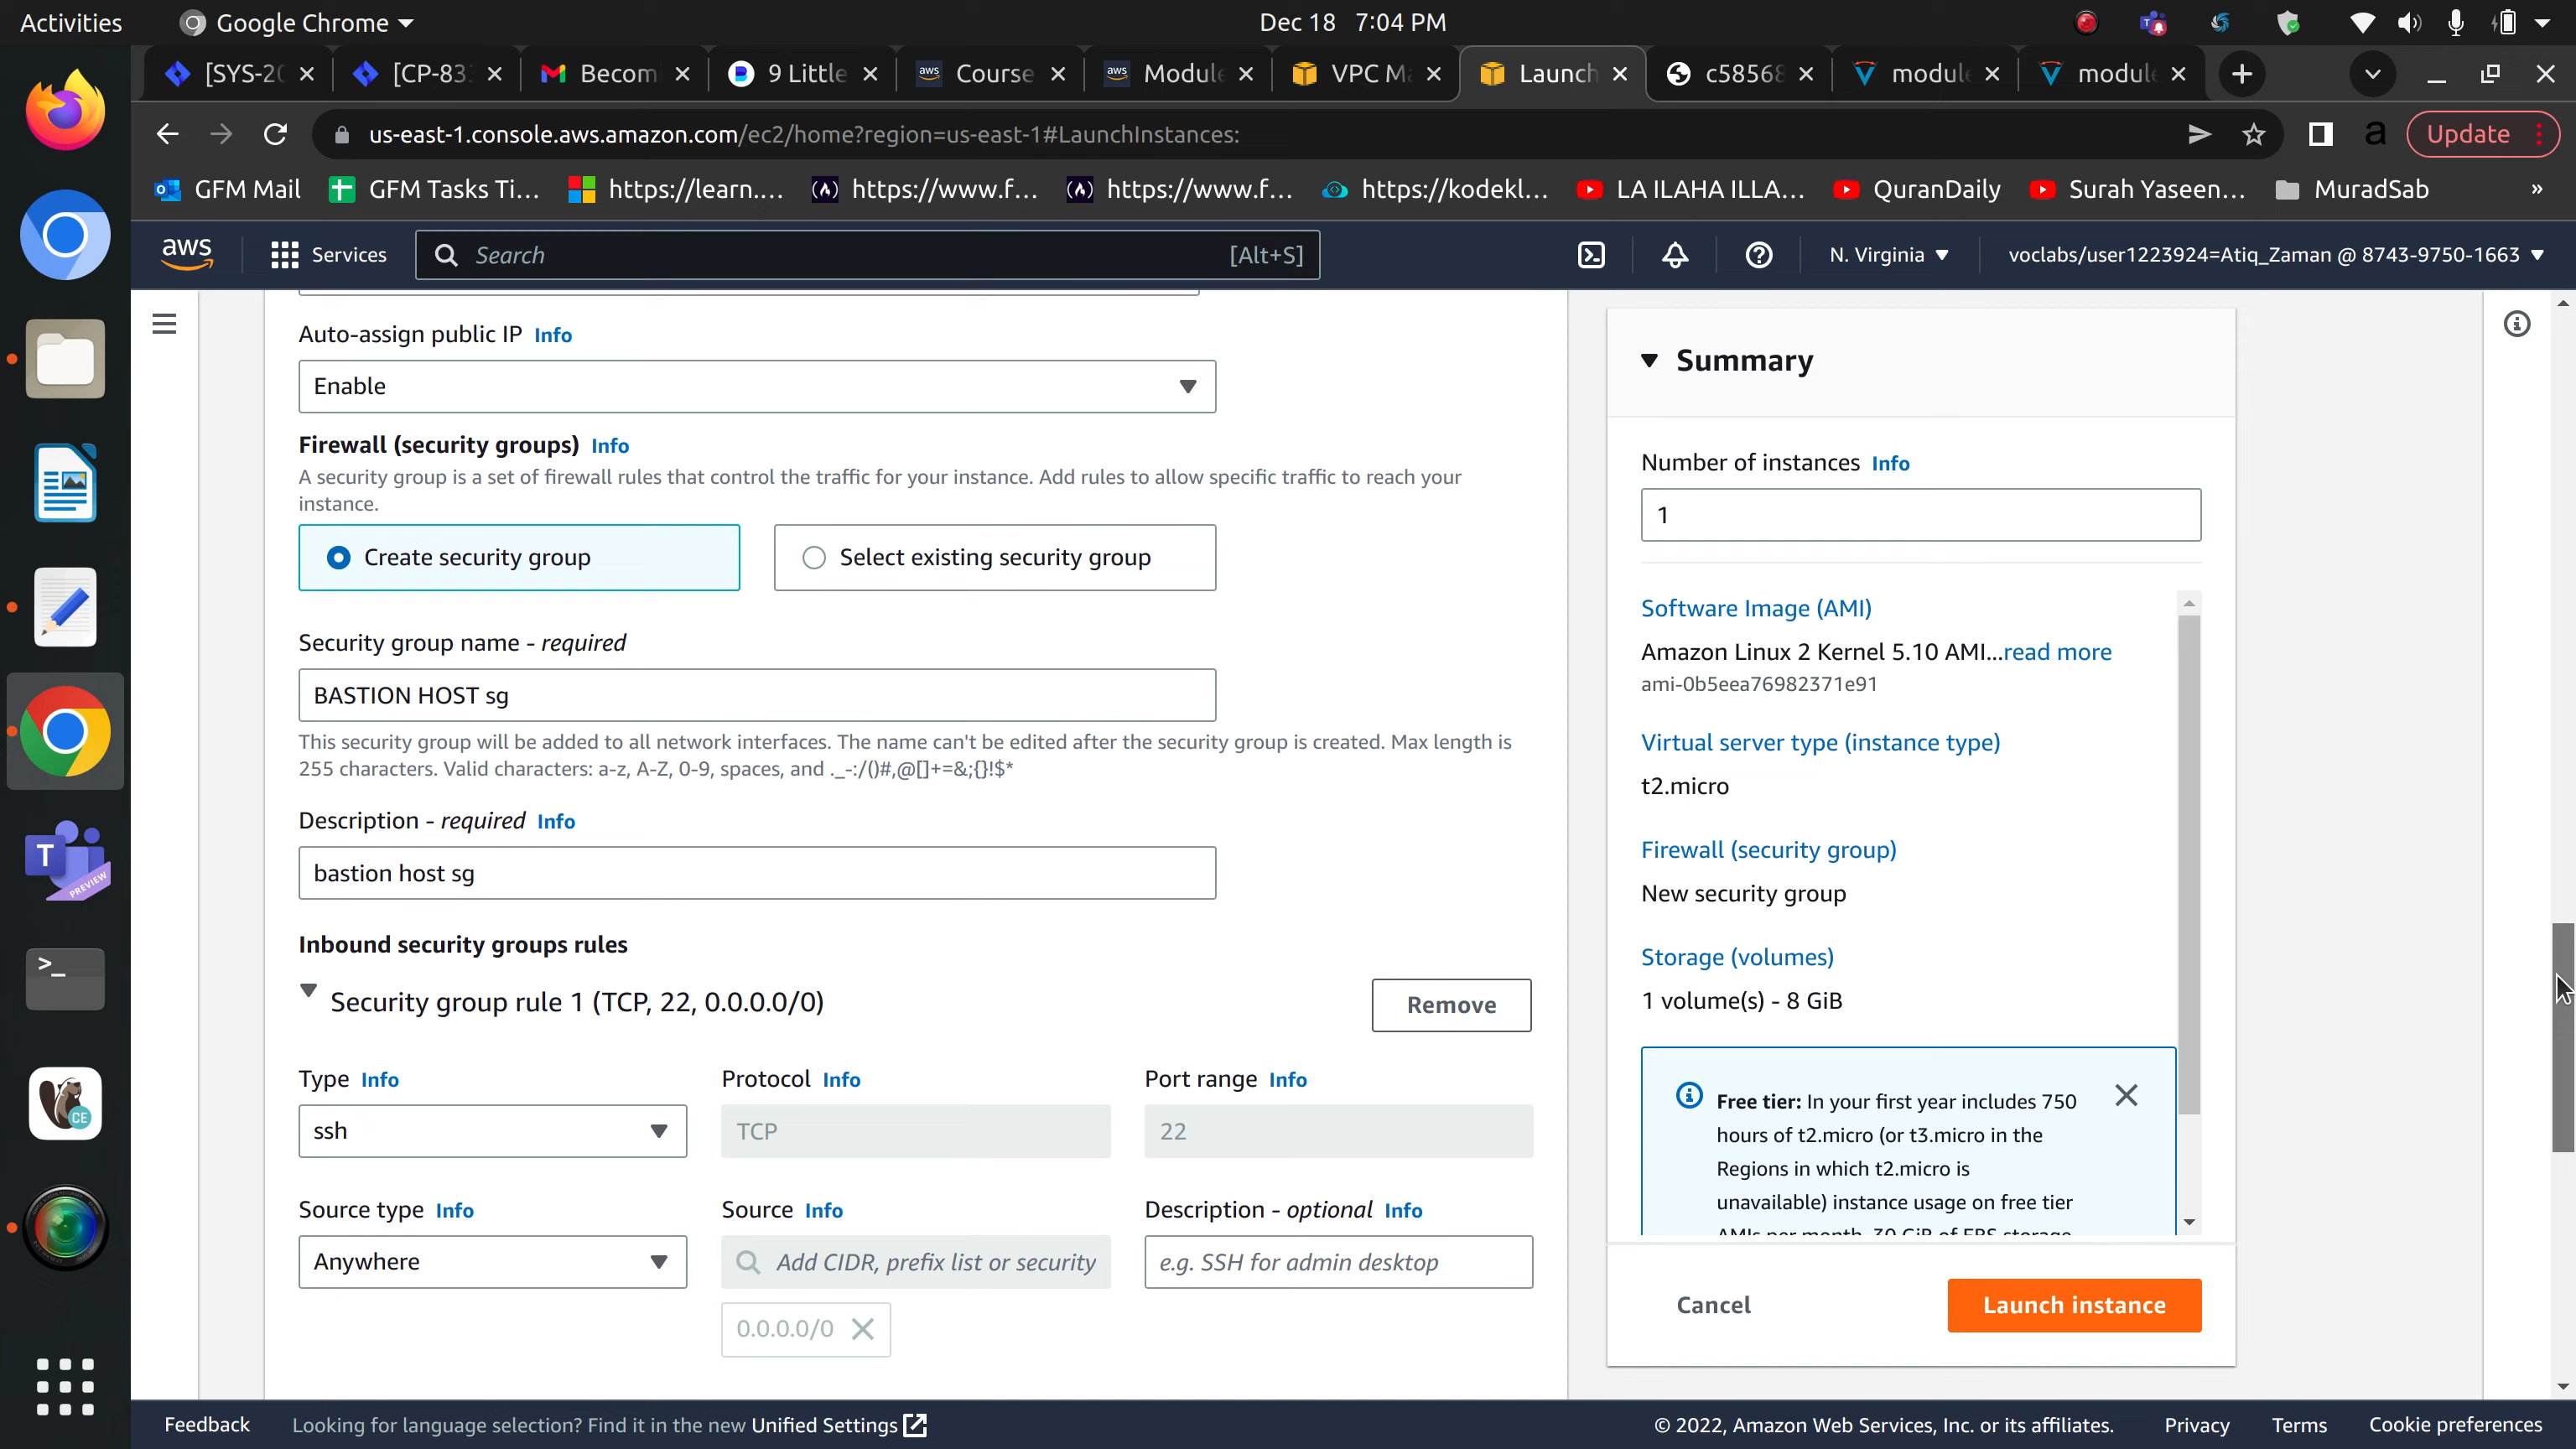 Activities
Google Chrome
Dec 18 7:04 PM
[SYS-20
[CP-83
Becom
9 Little
Course
Module
VPC Ma
Launch
c5856
module
module
us-east-1.console.aws.amazon.com/ec2/home?region=us-east-1#LaunchInstances:
Update
GFM Mail
GFM Tasks Ti...
https://learn....
https://www.f...
https://www.f...
https://kodekl...
LA ILAHA ILLA...
QuranDaily
Surah Yaseen...
MuradSab
»
aws
Services
Search
[Alt+S]
N. Virginia
voclabs/user1223924=Atiq_Zaman @ 8743-9750-1663
Auto-assign public IP Info
Enable
Firewall (security groups) Info
A security group is a set of firewall rules that control the traffic for your instance. Add rules to allow specific traffic to reach your
instance.
Create security group
Select existing security group
Security group name - required
BASTION HOST sg
This security group will be added to all network interfaces. The name can't be edited after the security group is created. Max length is
255 characters. Valid characters: a-z, A-Z, 0-9, spaces, and ._-:/()#,@[]+=&;{}!$*
Description - required Info
bastion host sg
Inbound security groups rules
Security group rule 1 (TCP, 22, 0.0.0.0/0)
Remove
Type Info
Protocol Info
Port range Info
ssh
TCP
22
Source type Info
Source Info
Description - optional Info
Anywhere
Add CIDR, prefix list or security
e.g. SSH for admin desktop
0.0.0.0/0
Summary
Number of instances Info
1
Software Image (AMI)
Amazon Linux 2 Kernel 5.10 AMI...read more
ami-0b5eea76982371e91
Virtual server type (instance type)
t2.micro
Firewall (security group)
New security group
Storage (volumes)
1 volume(s) - 8 GiB
Free tier: In your first year includes 750
hours of t2.micro (or t3.micro in the
Regions in which t2.micro is
unavailable) instance usage on free tier
AMIs per month, 30 GiB of EBS storage
Cancel
Launch instance
Feedback
Looking for language selection? Find it in the new Unified Settings
© 2022, Amazon Web Services, Inc. or its affiliates.
Privacy
Terms
Cookie preferences
T
PREVIEW
>_
CE